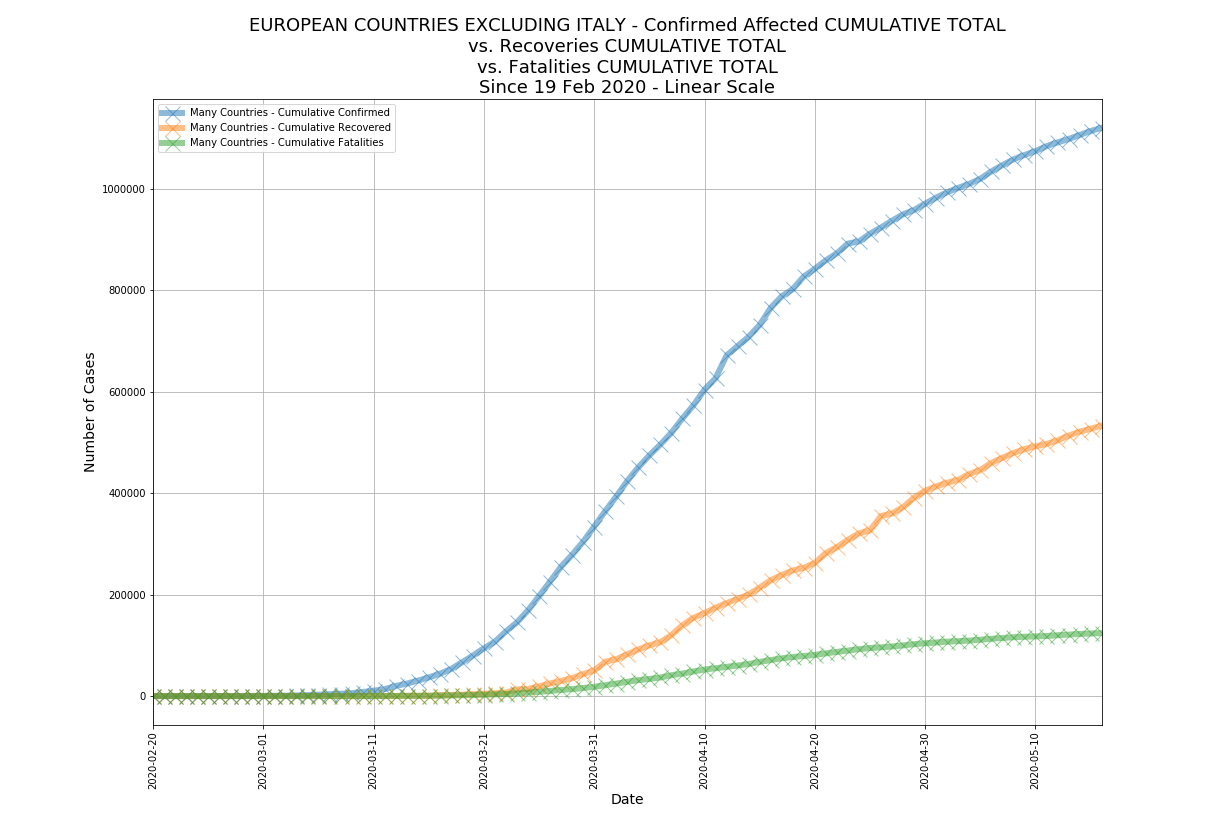 EUROPEAN COUNTRIES EXCLUDING ITALY - Confirmed Affected CUMULATIVE TOTAL
vs. Recoveries CUMULATIVE TOTAL
vs. Fatalities CUMULATIVE TOTAL
Since 19 Feb 2020 - Linear Scale
Many Countries - Cumulative Confirmed
Many Countries - Cumulative Recovered
Many Countries - Cumulative Fatalities
Number of Cases
1000000
800000
600000
400000
200000
0
2020-02-20
2020-03-01
2020-03-11
2020-03-21
2020-03-31
2020-04-10
2020-04-20
2020-04-30
2020-05-10
Date